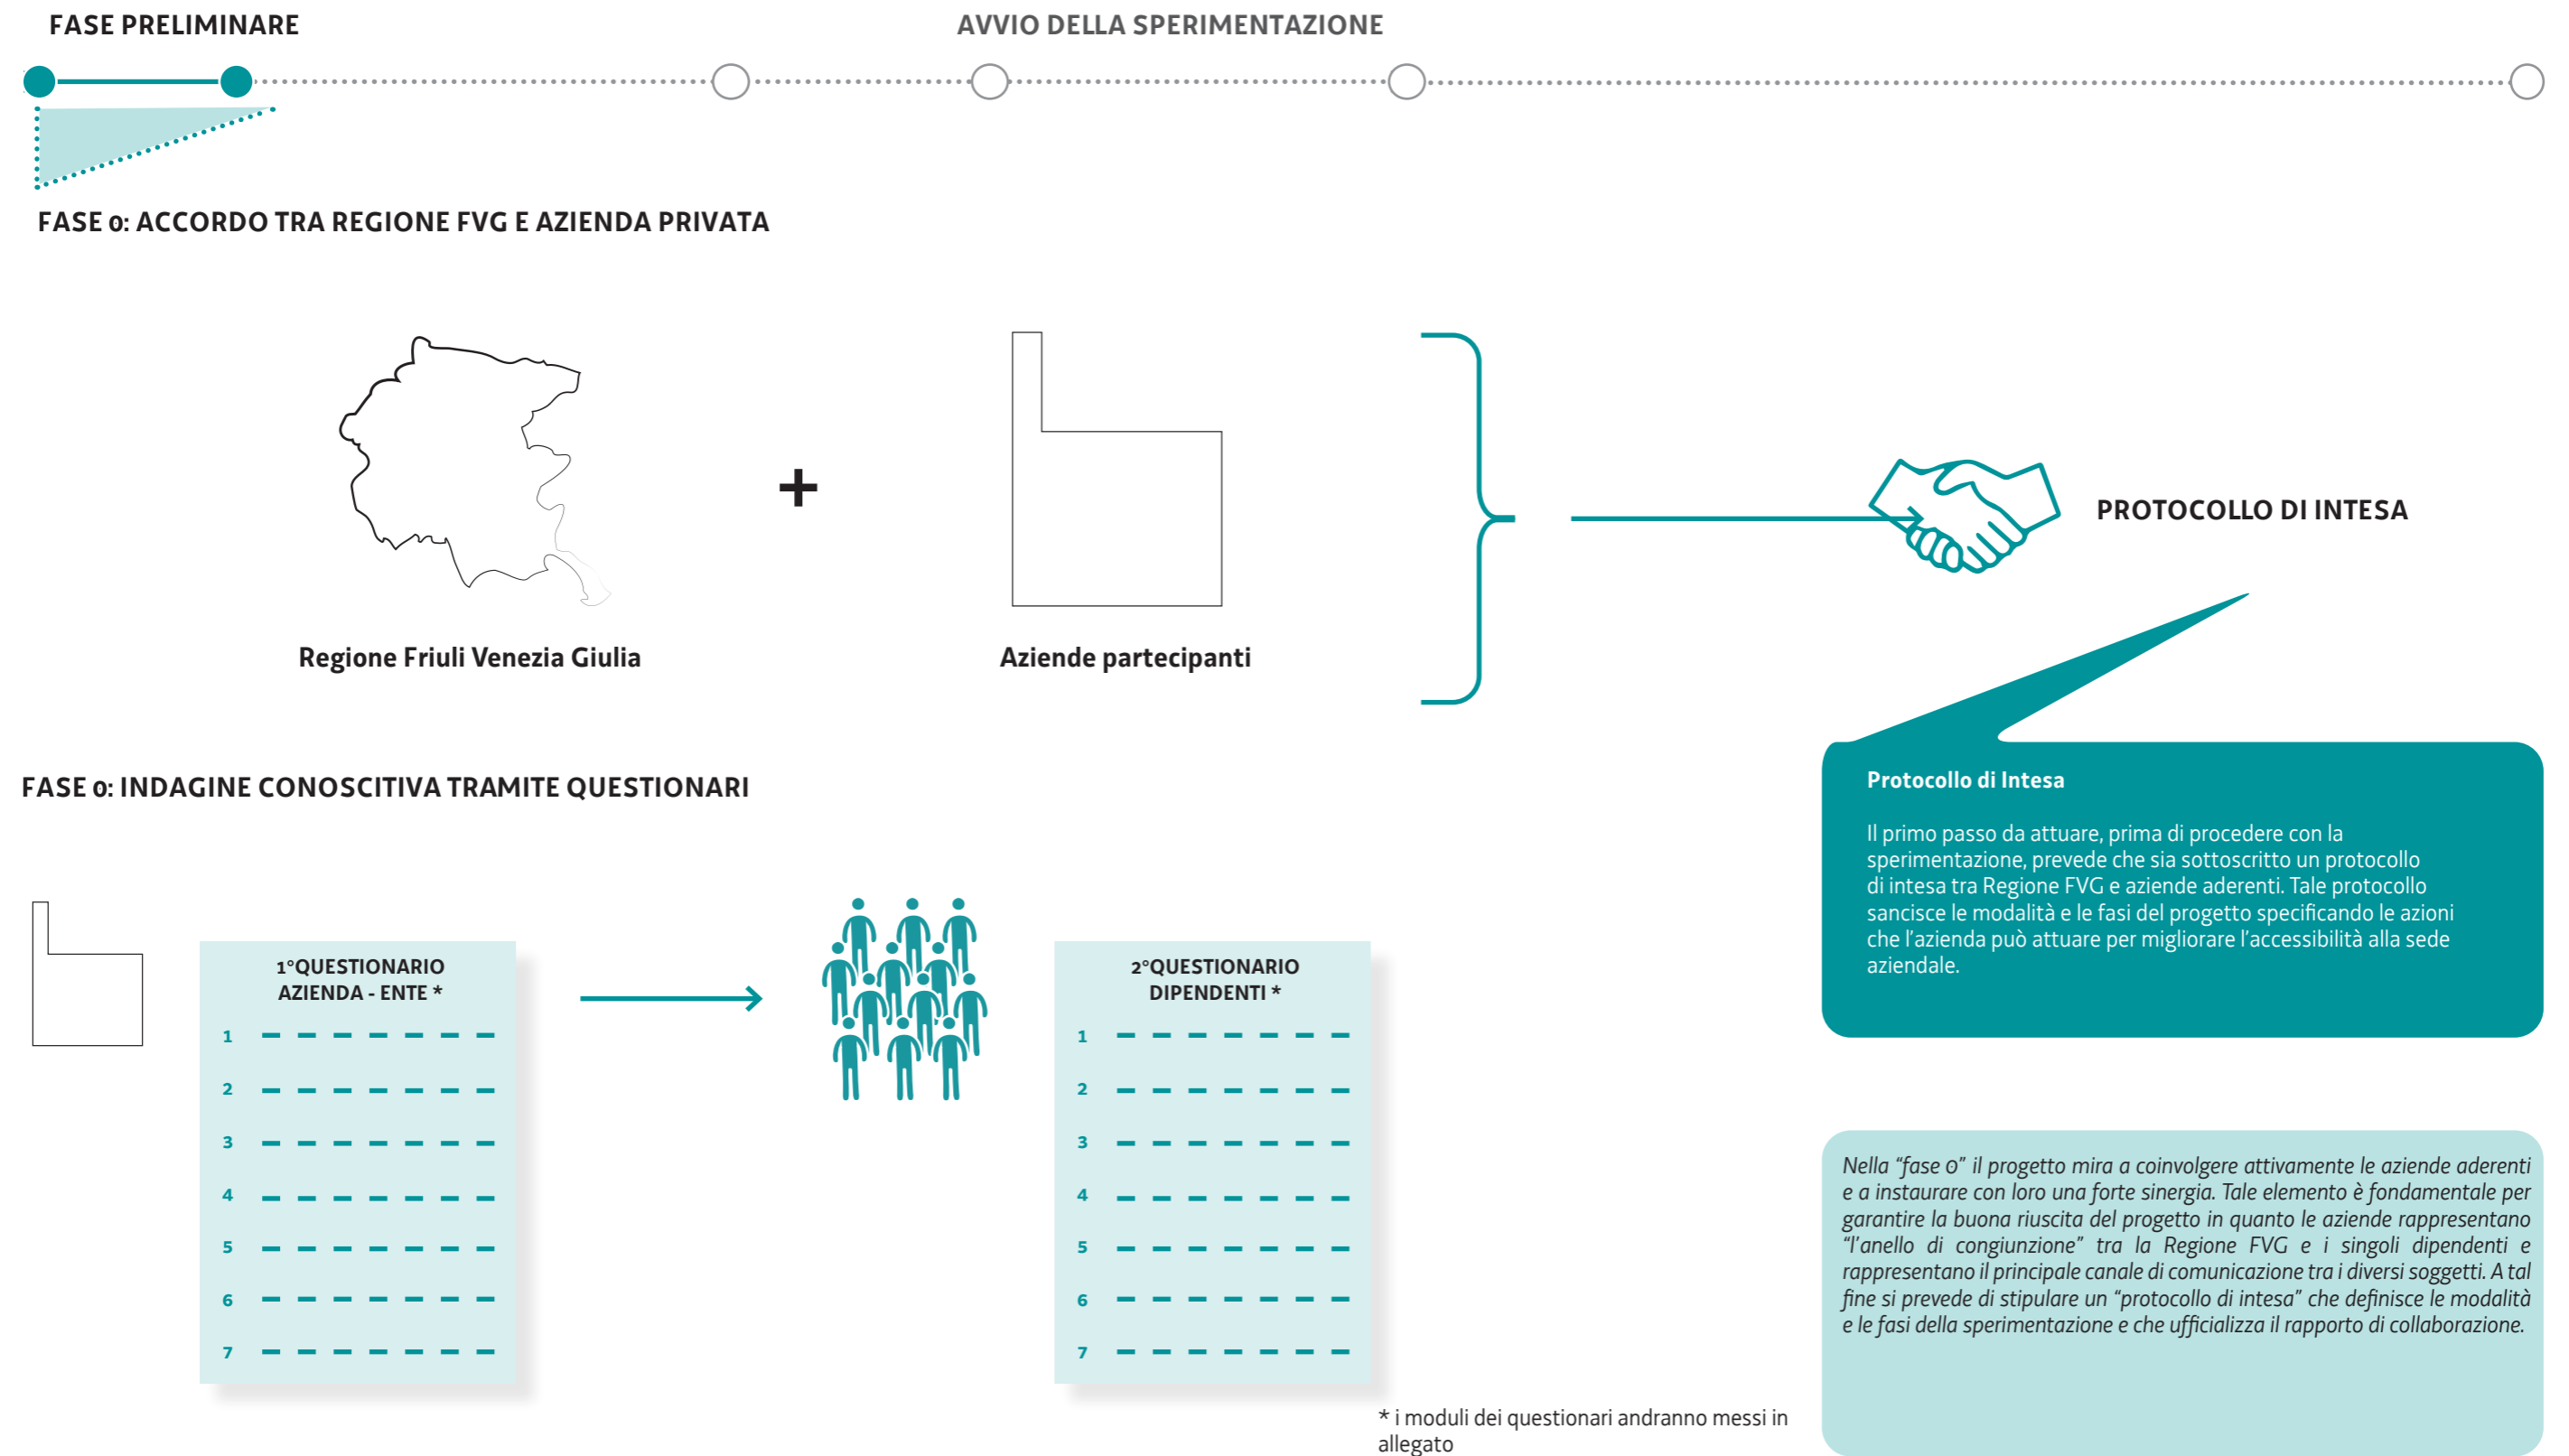 FASE PRELIMINARE
AVVIO DELLA SPERIMENTAZIONE
FASE 0: ACCORDO TRA REGIONE FVG E AZIENDA PRIVATA
+
Regione Friuli Venezia Giulia
Aziende partecipanti
PROTOCOLLO DI INTESA
Protocollo di Intesa
Il primo passo da attuare, prima di procedere con la
sperimentazione, prevede che sia sottoscritto un protocollo
di intesa tra Regione FVG e aziende aderenti. Tale protocollo
sancisce le modalità e le fasi del progetto specificando le azioni
che l'azienda può attuare per migliorare l'accessibilità alla sede
aziendale.
FASE 0: INDAGINE CONOSCITIVA TRAMITE QUESTIONARI
1°QUESTIONARIO
AZIENDA - ENTE *
1
2
3
4
5
6
7
2°QUESTIONARIO
DIPENDENTI *
1
2
3
4
5
6
7
* i moduli dei questionari andranno messi in
allegato
Nella “fase 0” il progetto mira a coinvolgere attivamente le aziende aderenti
e a instaurare con loro una forte sinergia. Tale elemento è fondamentale per
garantire la buona riuscita del progetto in quanto le aziende rappresentano
“l'anello di congiunzione” tra la Regione FVG e i singoli dipendenti e
rappresentano il principale canale di comunicazione tra i diversi soggetti. A tal
fine si prevede di stipulare un “protocollo di intesa” che definisce le modalità
e le fasi della sperimentazione e che ufficializza il rapporto di collaborazione.